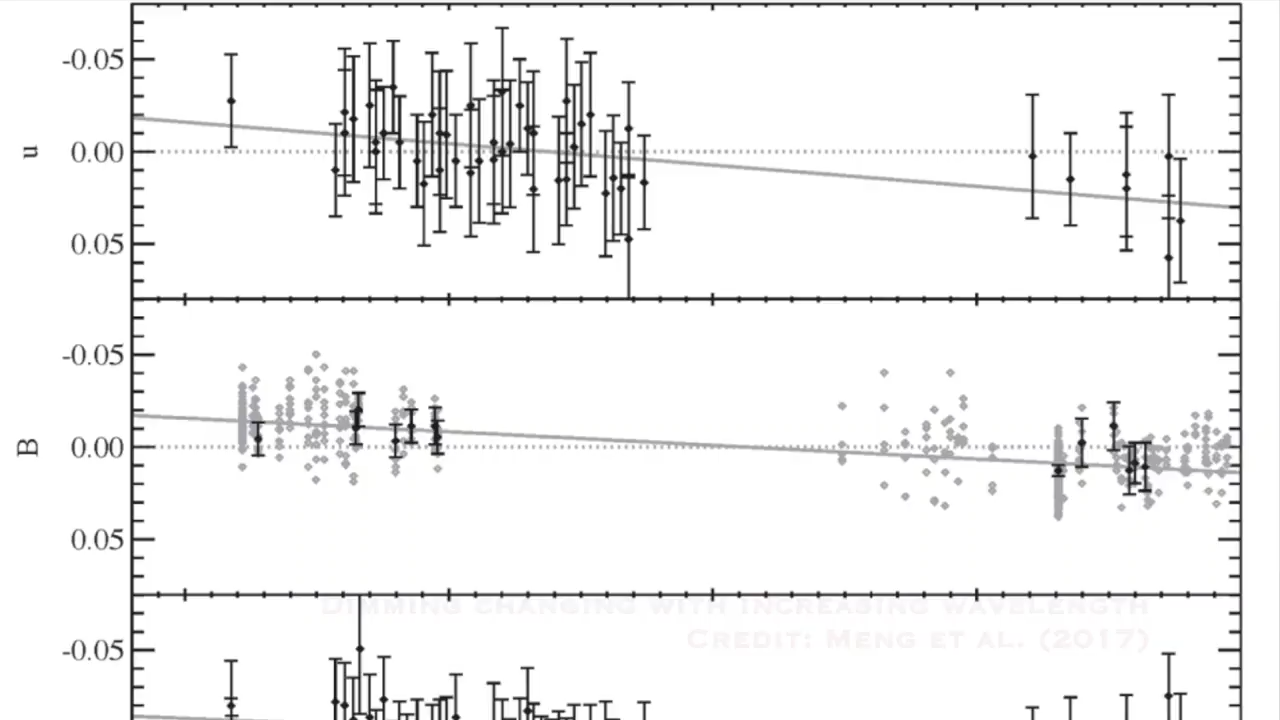 -0.05
u
0.00
0.05
-0.05
B
0.00
0.05
Dimming changing with increasing wavelength
Credit: Meng et al. (2017)
-0.05